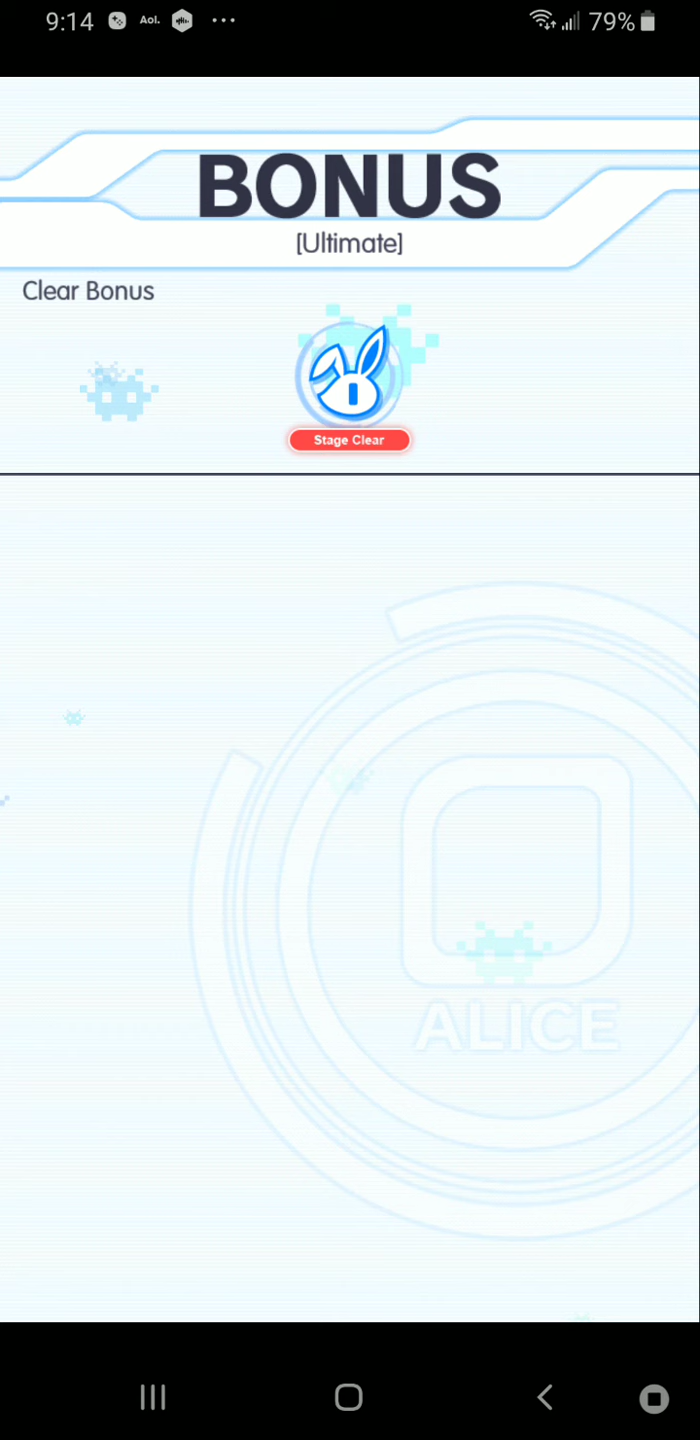 9:14 Aol. 79%
BONUS
[Ultimate]
Clear Bonus
Stage Clear
ALICE